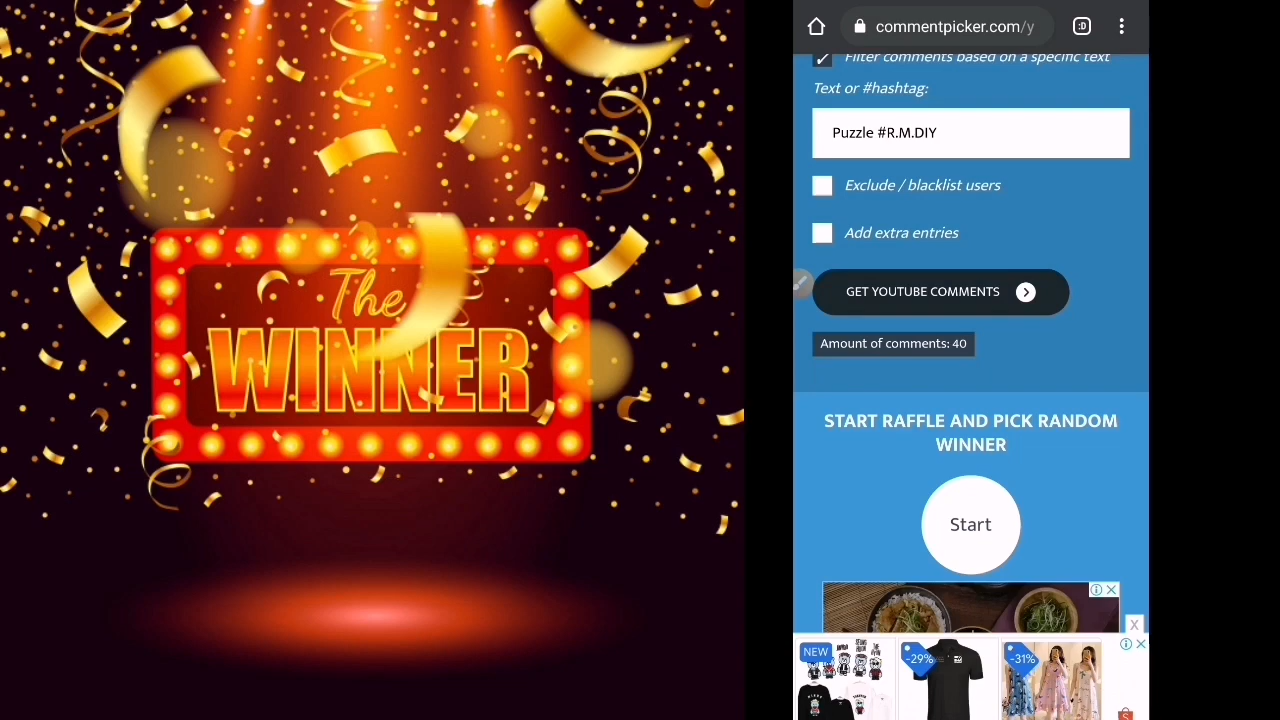 The
WINNER
commentpicker.com/y
:D
Filter comments based on a specific text
Text or #hashtag:
Puzzle #R.M.DIY
Exclude / blacklist users
Add extra entries
GET YOUTUBE COMMENTS
Amount of comments: 40
START RAFFLE AND PICK RANDOM
WINNER
Start
X
NEW
-29%
-31%